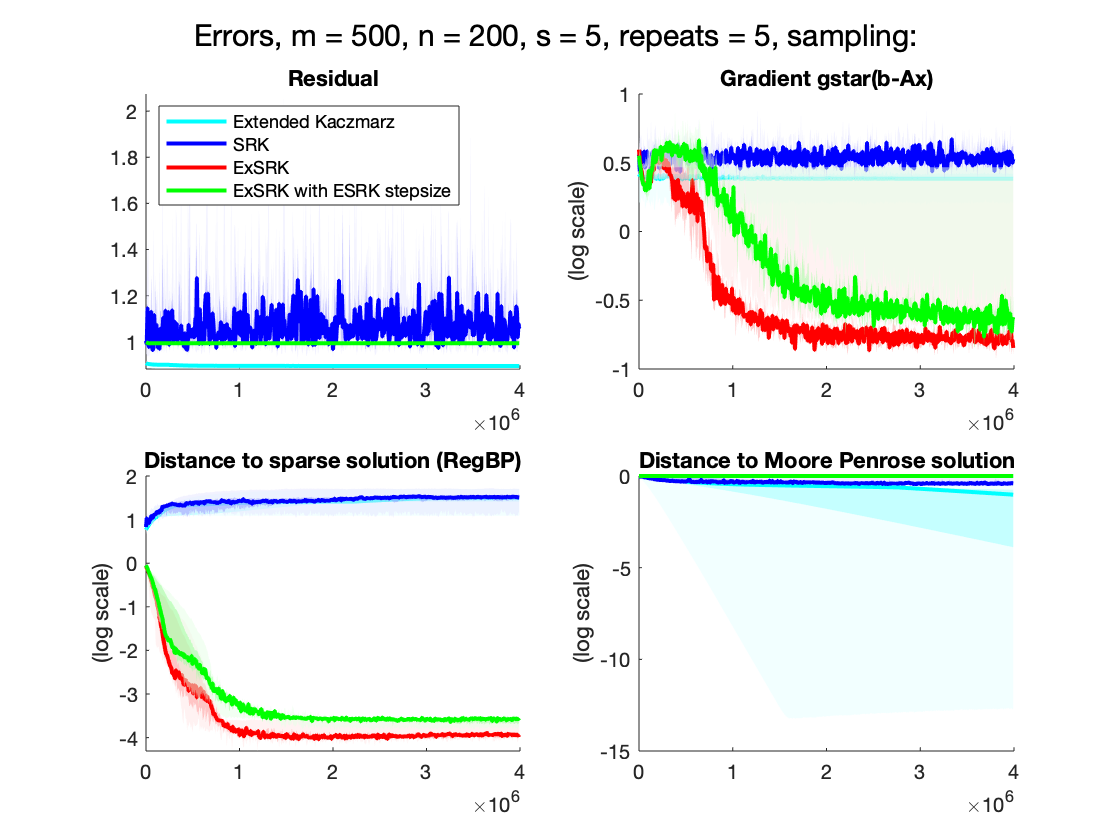 Errors, m = 500, n = 200, s = 5, repeats = 5, sampling:
Residual
2
1.8
1.6
1.4
1.2
1
0 1 2 3 4
×10^6
Extended Kaczmarz
SRK
ExSRK
ExSRK with ESRK stepsize
Gradient gstar(b-Ax)
(log scale)
1
0.5
0
-0.5
-1
0 1 2 3 4
×10^6
Distance to sparse solution (RegBP)
(log scale)
2
1
0
-1
-2
-3
-4
0 1 2 3 4
×10^6
Distance to Moore Penrose solution
(log scale)
0
-5
-10
-15
0 1 2 3 4
×10^6